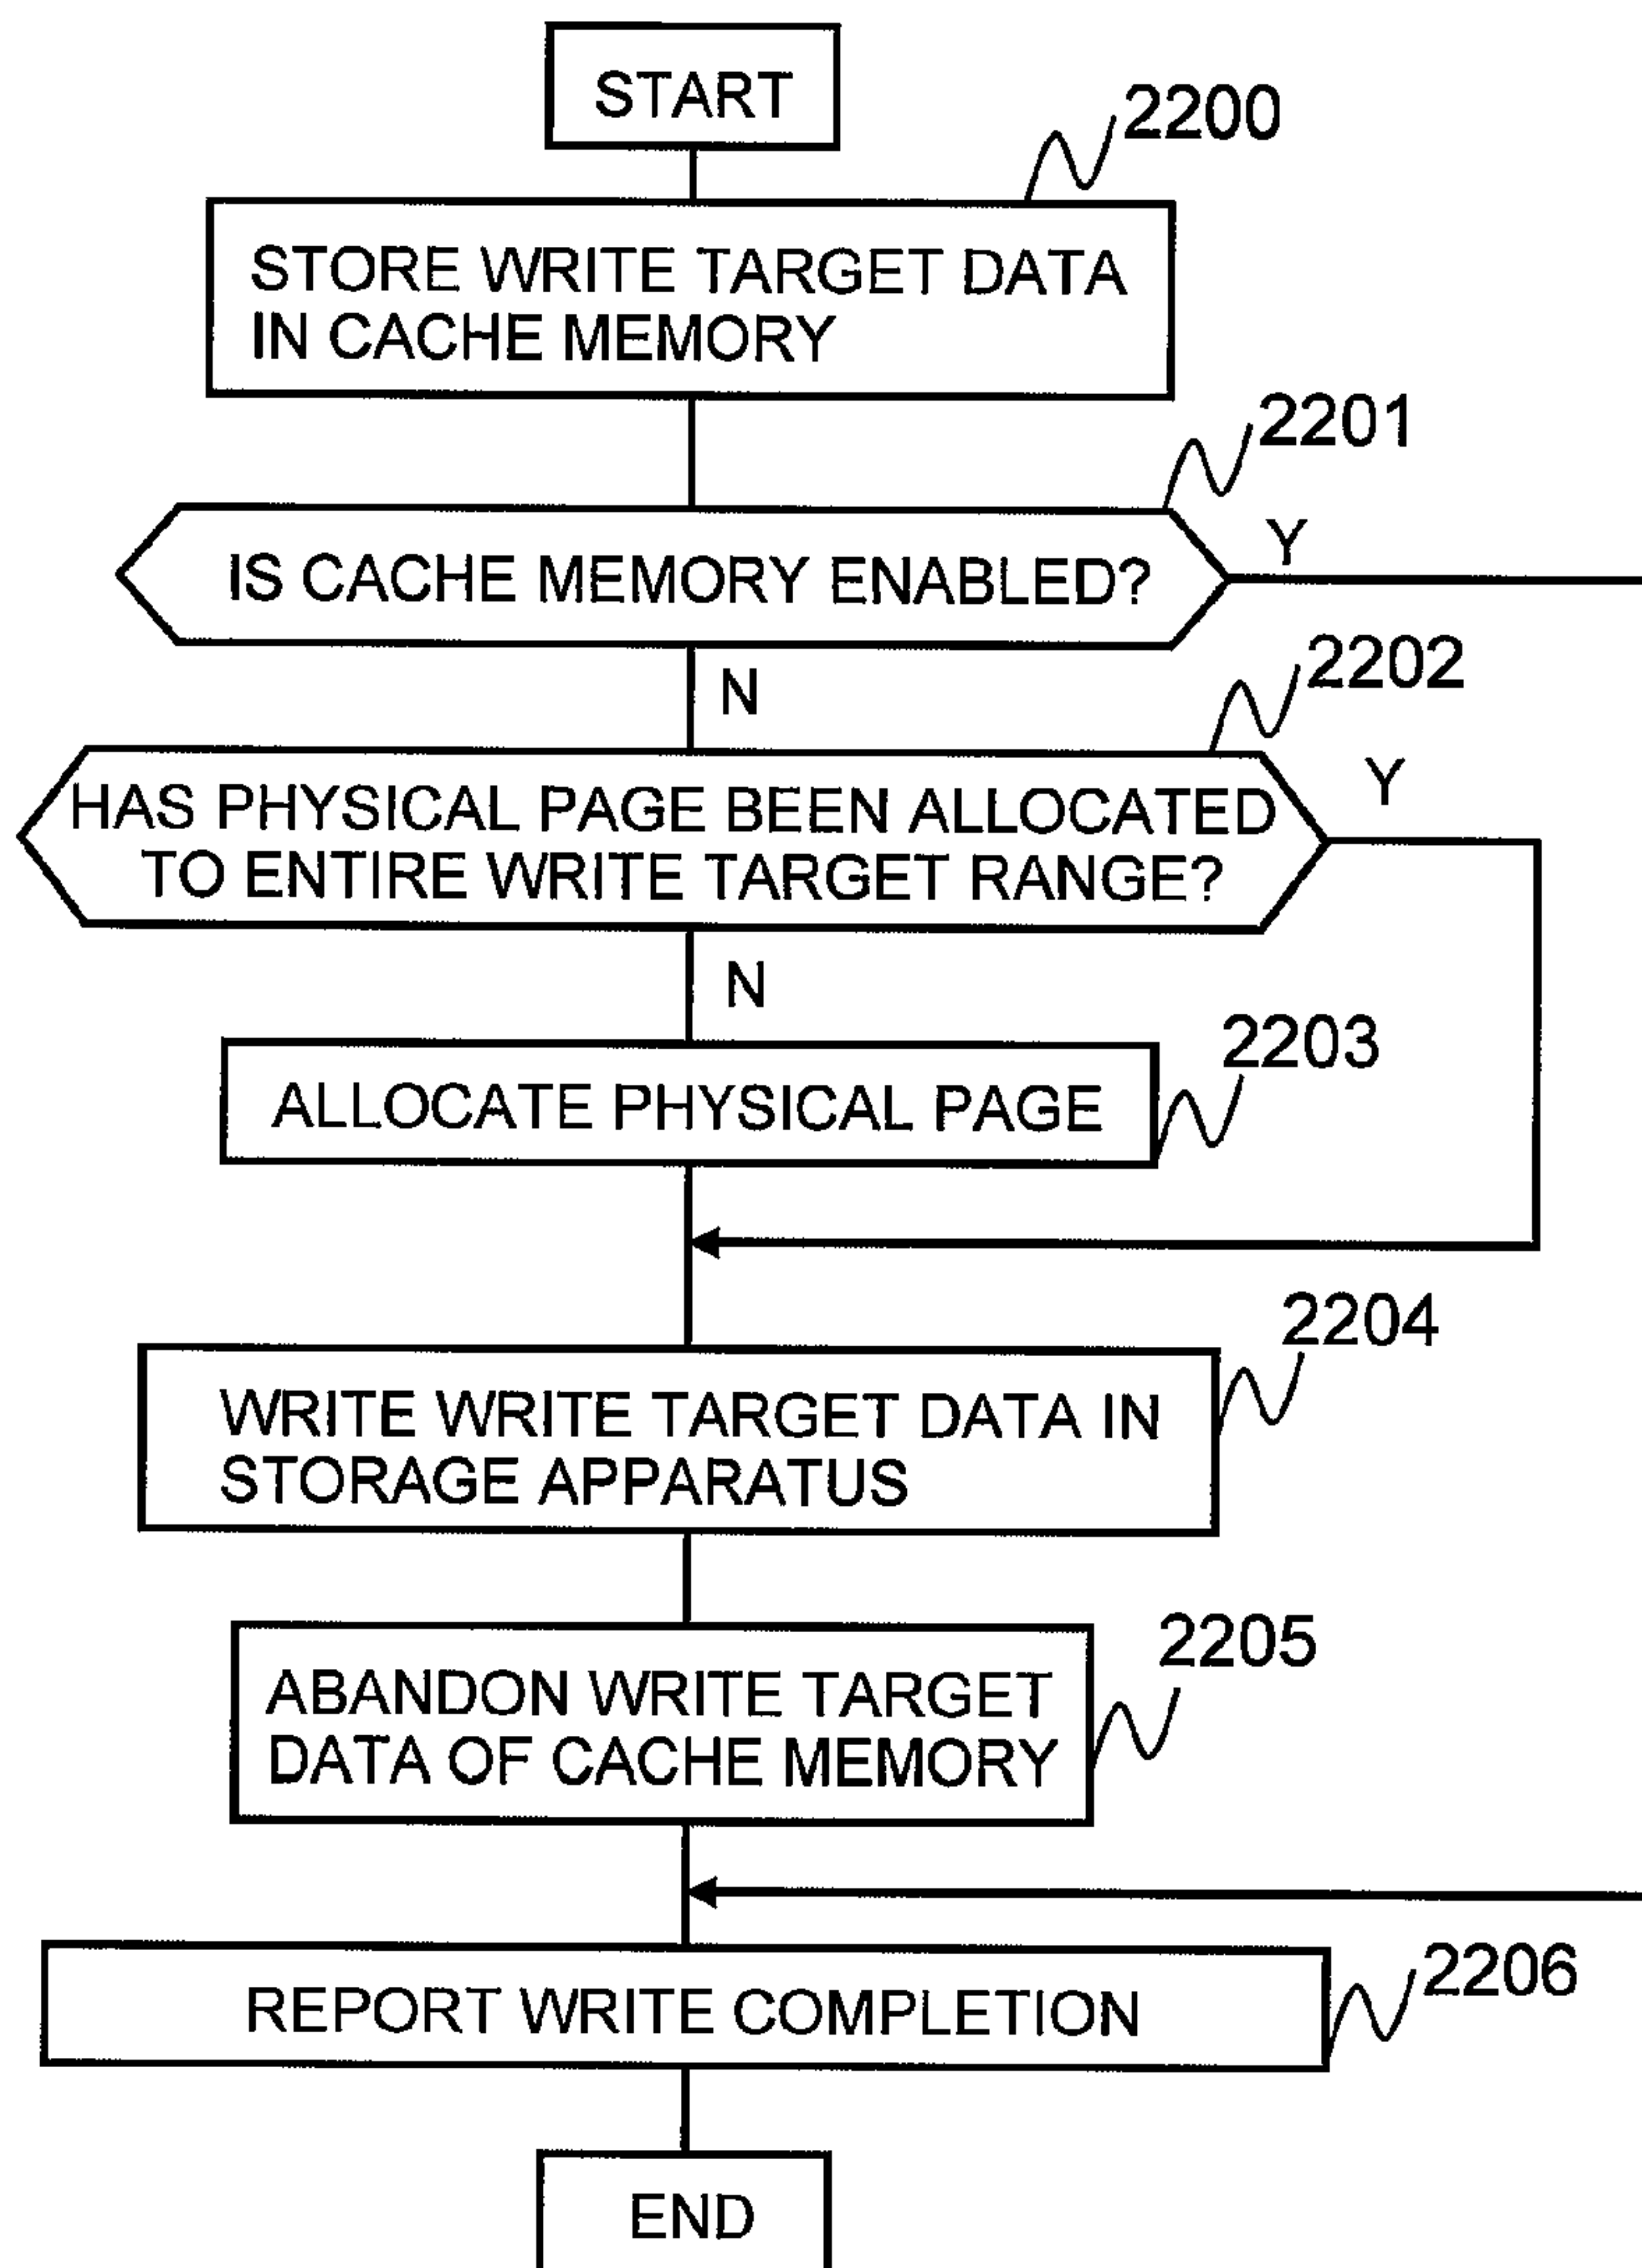 START
2200
STORE WRITE TARGET DATA
IN CACHE MEMORY
2201
IS CACHE MEMORY ENABLED?
Y
N
2202
HAS PHYSICAL PAGE BEEN ALLOCATED
TO ENTIRE WRITE TARGET RANGE?
Y
N
2203
ALLOCATE PHYSICAL PAGE
2204
WRITE WRITE TARGET DATA IN
STORAGE APPARATUS
2205
ABANDON WRITE TARGET
DATA OF CACHE MEMORY
2206
REPORT WRITE COMPLETION
END